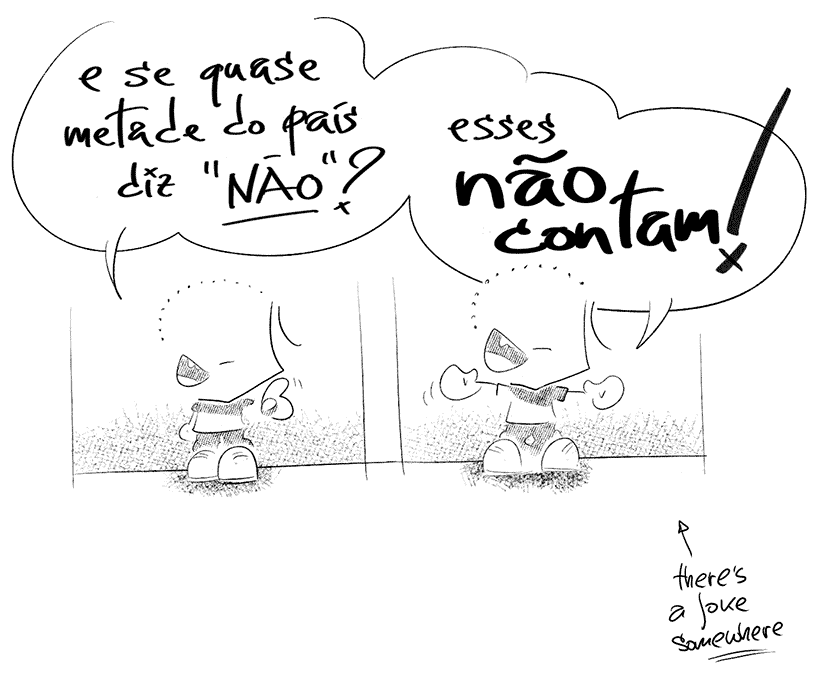 e se quase
metade do país
diz "NÃO"?
esses
não
contam!
there's
a joke
somewhere